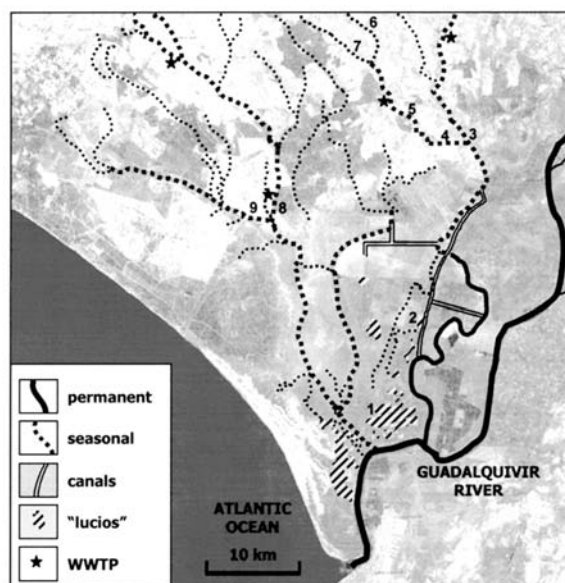 6
7
5
4
3
9
8
2
1
GUADALQUIVIR
RIVER
ATLANTIC
OCEAN
10 km
permanent
seasonal
canals
"lucios"
WWTP